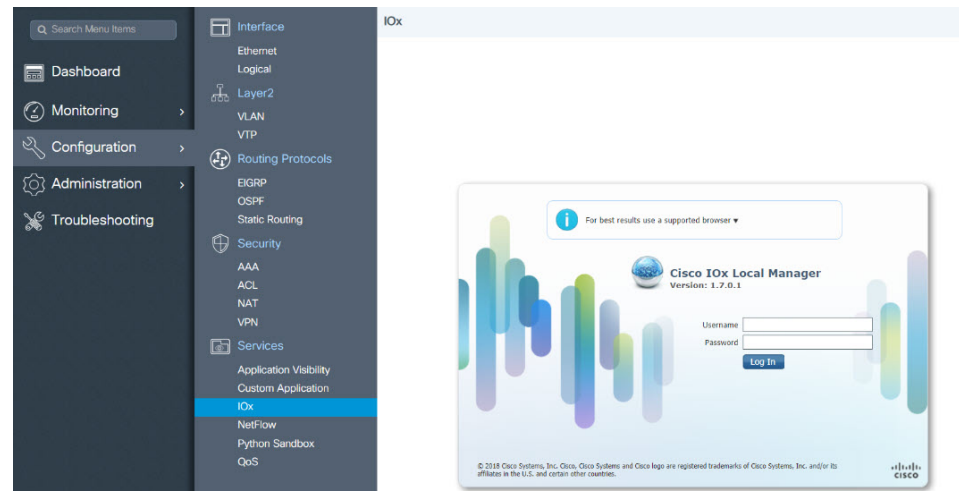 Search Menu Items
Dashboard
Monitoring
Configuration
Administration
Troubleshooting
Interface
Ethernet
Logical
Layer2
VLAN
VTP
Routing Protocols
EIGRP
OSPF
Static Routing
Security
AAA
ACL
NAT
VPN
Services
Application Visibility
Custom Application
IOx
NetFlow
Python Sandbox
QoS
IOx
For best results use a supported browser ▾
Cisco IOx Local Manager
Version: 1.7.0.1
Username
Password
Log In
© 2018 Cisco Systems, Inc. Cisco, Cisco Systems and Cisco logo are registered trademarks of Cisco Systems, Inc. and/or its
affiliates in the U.S. and certain other countries.
CISCO